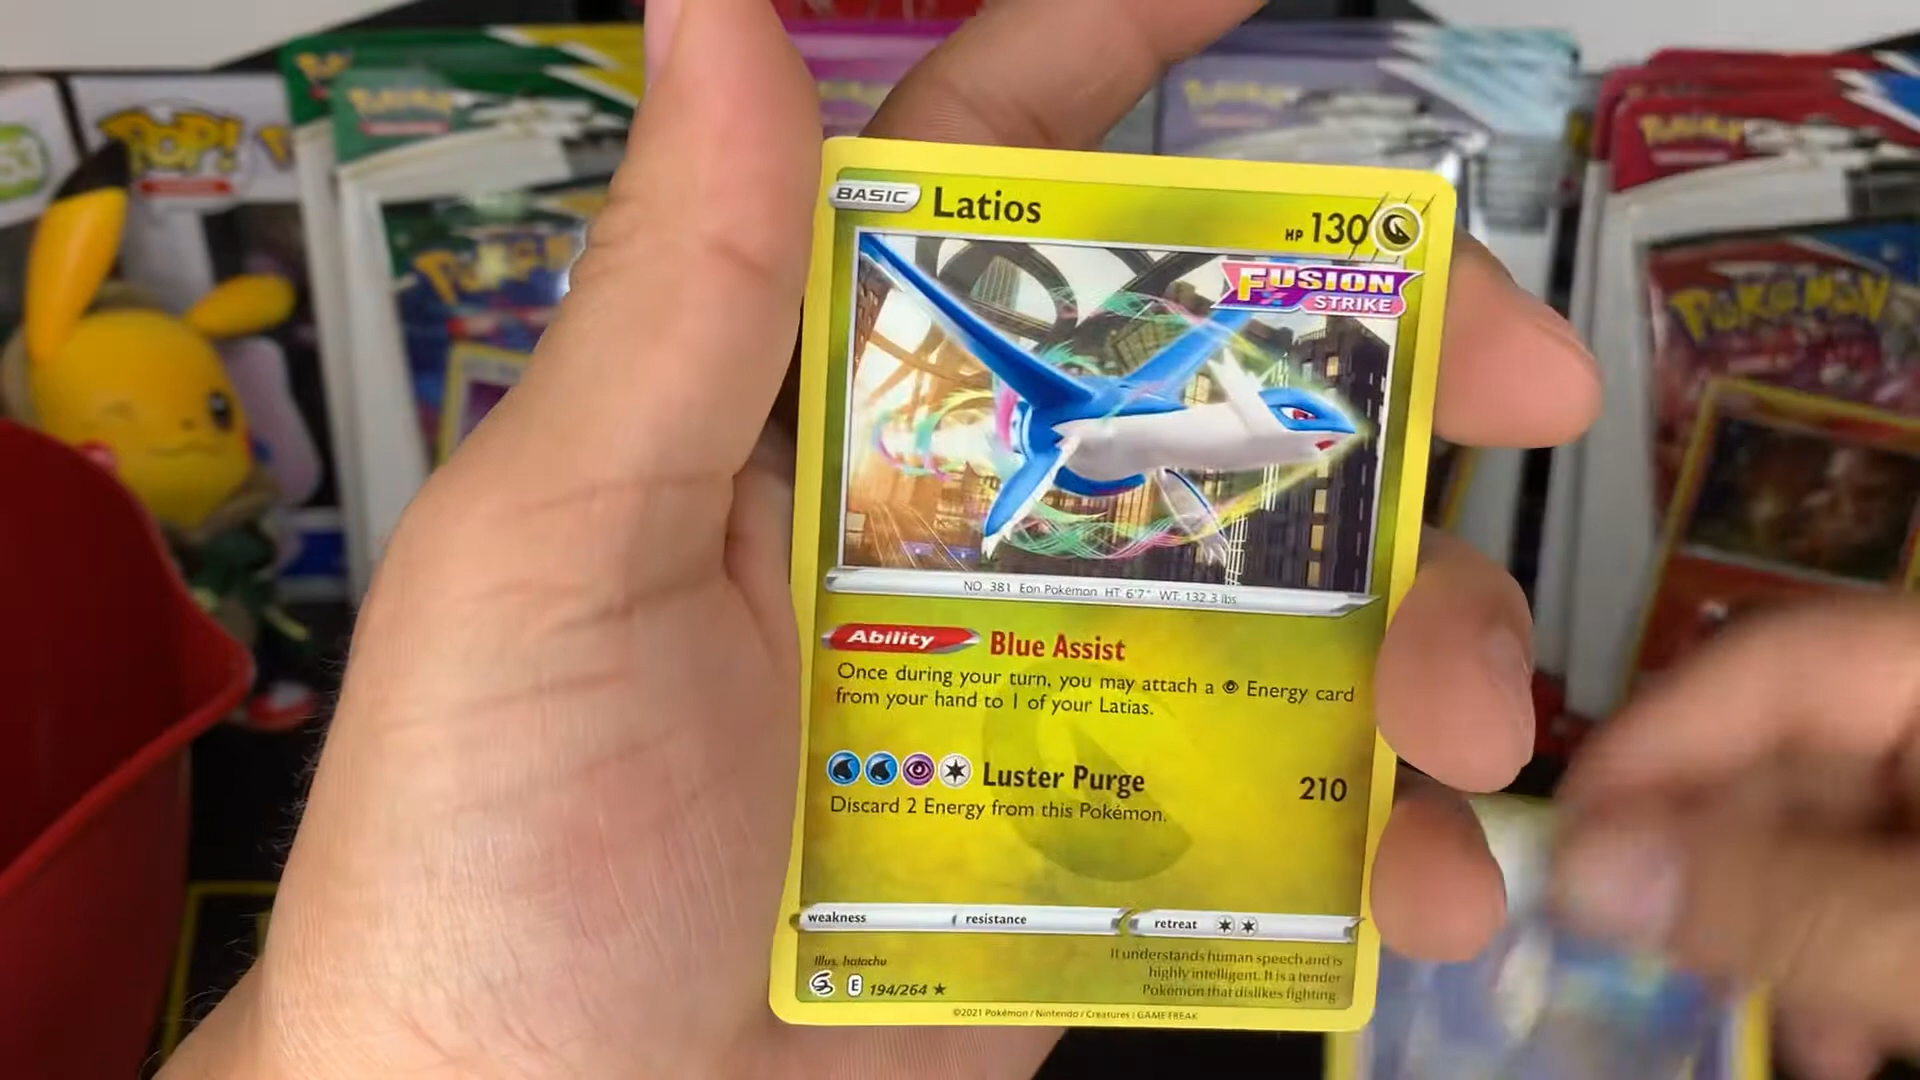 POP!
Pokémon
POKÉMON
BASIC Latios HP 130
FUSION
STRIKE
NO. 381 Eon Pokémon HT: 6'7" WT: 132.3 lbs
Ability Blue Assist
Once during your turn, you may attach a Energy card
from your hand to 1 of your Latias.
Luster Purge 210
Discard 2 Energy from this Pokémon.
weakness resistance retreat
Illus. hatachu
E 194/264 ★
It understands human speech and is
highly intelligent. It is a tender
Pokémon that dislikes fighting.
©2021 Pokémon / Nintendo / Creatures / GAME FREAK